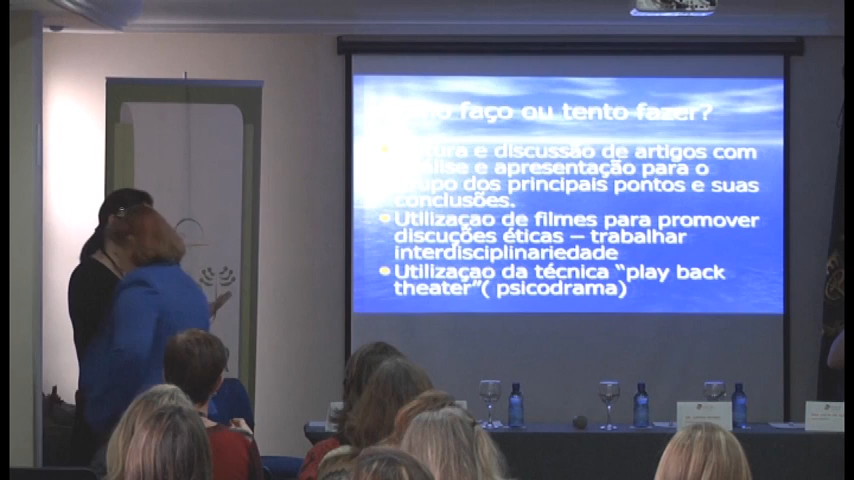 faço ou tento fazer?
e discussão de artigos com
e apresentação para o
grupo dos principais pontos e suas
conclusões.
Utilizaçao de filmes para promover
discuções éticas – trabalhar
interdisciplinariedade
Utilizaçao da técnica “play back
theater”( psicodrama)